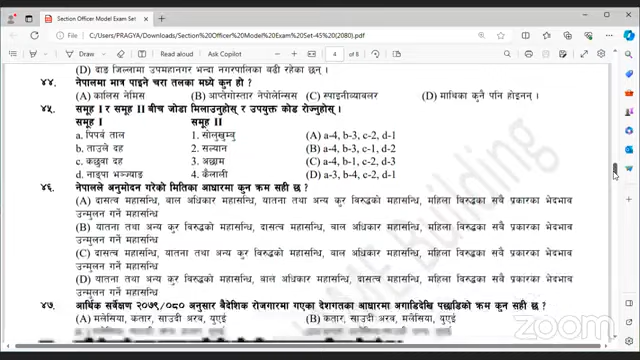 Section Officer Model Exam Set
Section Officer Model Exam Set-45 (2080).pdf
C:/Users/PRAGYA/Downloads/Section%20Officer%20Model%20Exam%20Set-45%20(2080).pdf
Draw
Read aloud
Ask Copilot
4
of 8
(D) दाङ जिल्लामा उपमहानगर भन्दा नगरपालिका बढी रहेका छन् ।
४४. नेपालमा मात्र पाइने चरा तलका मध्ये कुन हो ?
(A) कालिस नेमिस (B) आप्तेगोस्टार नेपोलेन्सिस (C) स्पाइनीव्याबलर (D) माथिका कुनै पनि होइनन् ।
४५. समूह I र समूह II बीच जोडा मिलाउनुहोस् र उपयुक्त कोड रोज्नुहोस् ।
समूह I समूह II
a. पिपर्व ताल 1. सोलुखुम्बु (A) a-4, b-3, c-2, d-1
b. ताउले दह 2. सल्यान (B) a-4, b-3, c-1, d-2
c. कछुवा दह 3. अछाम (C) a-4, b-1, c-2, d-3
d. नाङ्पा भञ्ज्याङ 4. कैलाली (D) a-3, b-4, c-2, d-1
४६. नेपालले अनुमोदन गरेको मितिका आधारमा कुन क्रम सही छ ?
(A) दासत्व महासन्धि, बाल अधिकार महासन्धि, यातना तथा अन्य कुर विरुद्धको महासन्धि, महिला विरुद्धका सबै प्रकारका भेदभाव
उन्मुलन गर्ने महासन्धि
(B) यातना तथा अन्य कुर विरुद्धको महासन्धि, दासत्व महासन्धि, बाल अधिकार महासन्धि, महिला विरुद्धका सबै प्रकारका भेदभाव
उन्मुलन गर्ने महासन्धि
(C) दासत्व महासन्धि, यातना तथा अन्य कुर विरुद्धको महासन्धि, बाल अधिकार महासन्धि, महिला विरुद्धका सबै प्रकारका भेदभाव
उन्मुलन गर्ने महासन्धि
(D) यातना तथा अन्य कुर विरुद्धको महासन्धि, बाल अधिकार महासन्धि, दासत्व महासन्धि, महिला विरुद्धका सबै प्रकारका भेदभाव
उन्मुलन गर्ने महासन्धि
४७. आर्थिक सर्वेक्षण २०७९/०८० अनुसार वैदेशिक रोजगारमा गएका देशगतका आधारमा अगाडिदेखि पछाडिको क्रम कुन सही छ ?
(A) मलेसिया, कतार, साउदी अरब, युएई (B) कतार, साउदी अरब, मलेसिया, युएई
zoom